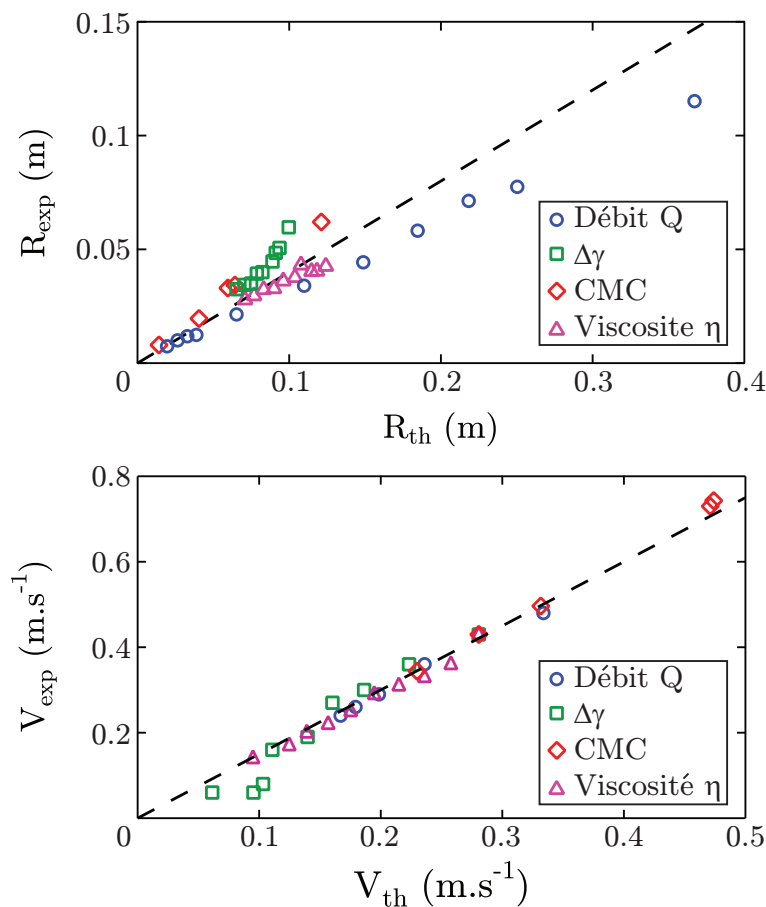 0.15
0.1
0.05
0
0.1
0.2
0.3
0.4
R_exp (m)
R_th (m)
Débit Q
Δγ
CMC
Viscosite η
0.8
0.6
0.4
0.2
0
0.1
0.2
0.3
0.4
0.5
V_exp (m.s⁻¹)
V_th (m.s⁻¹)
Débit Q
Δγ
CMC
Viscosité η